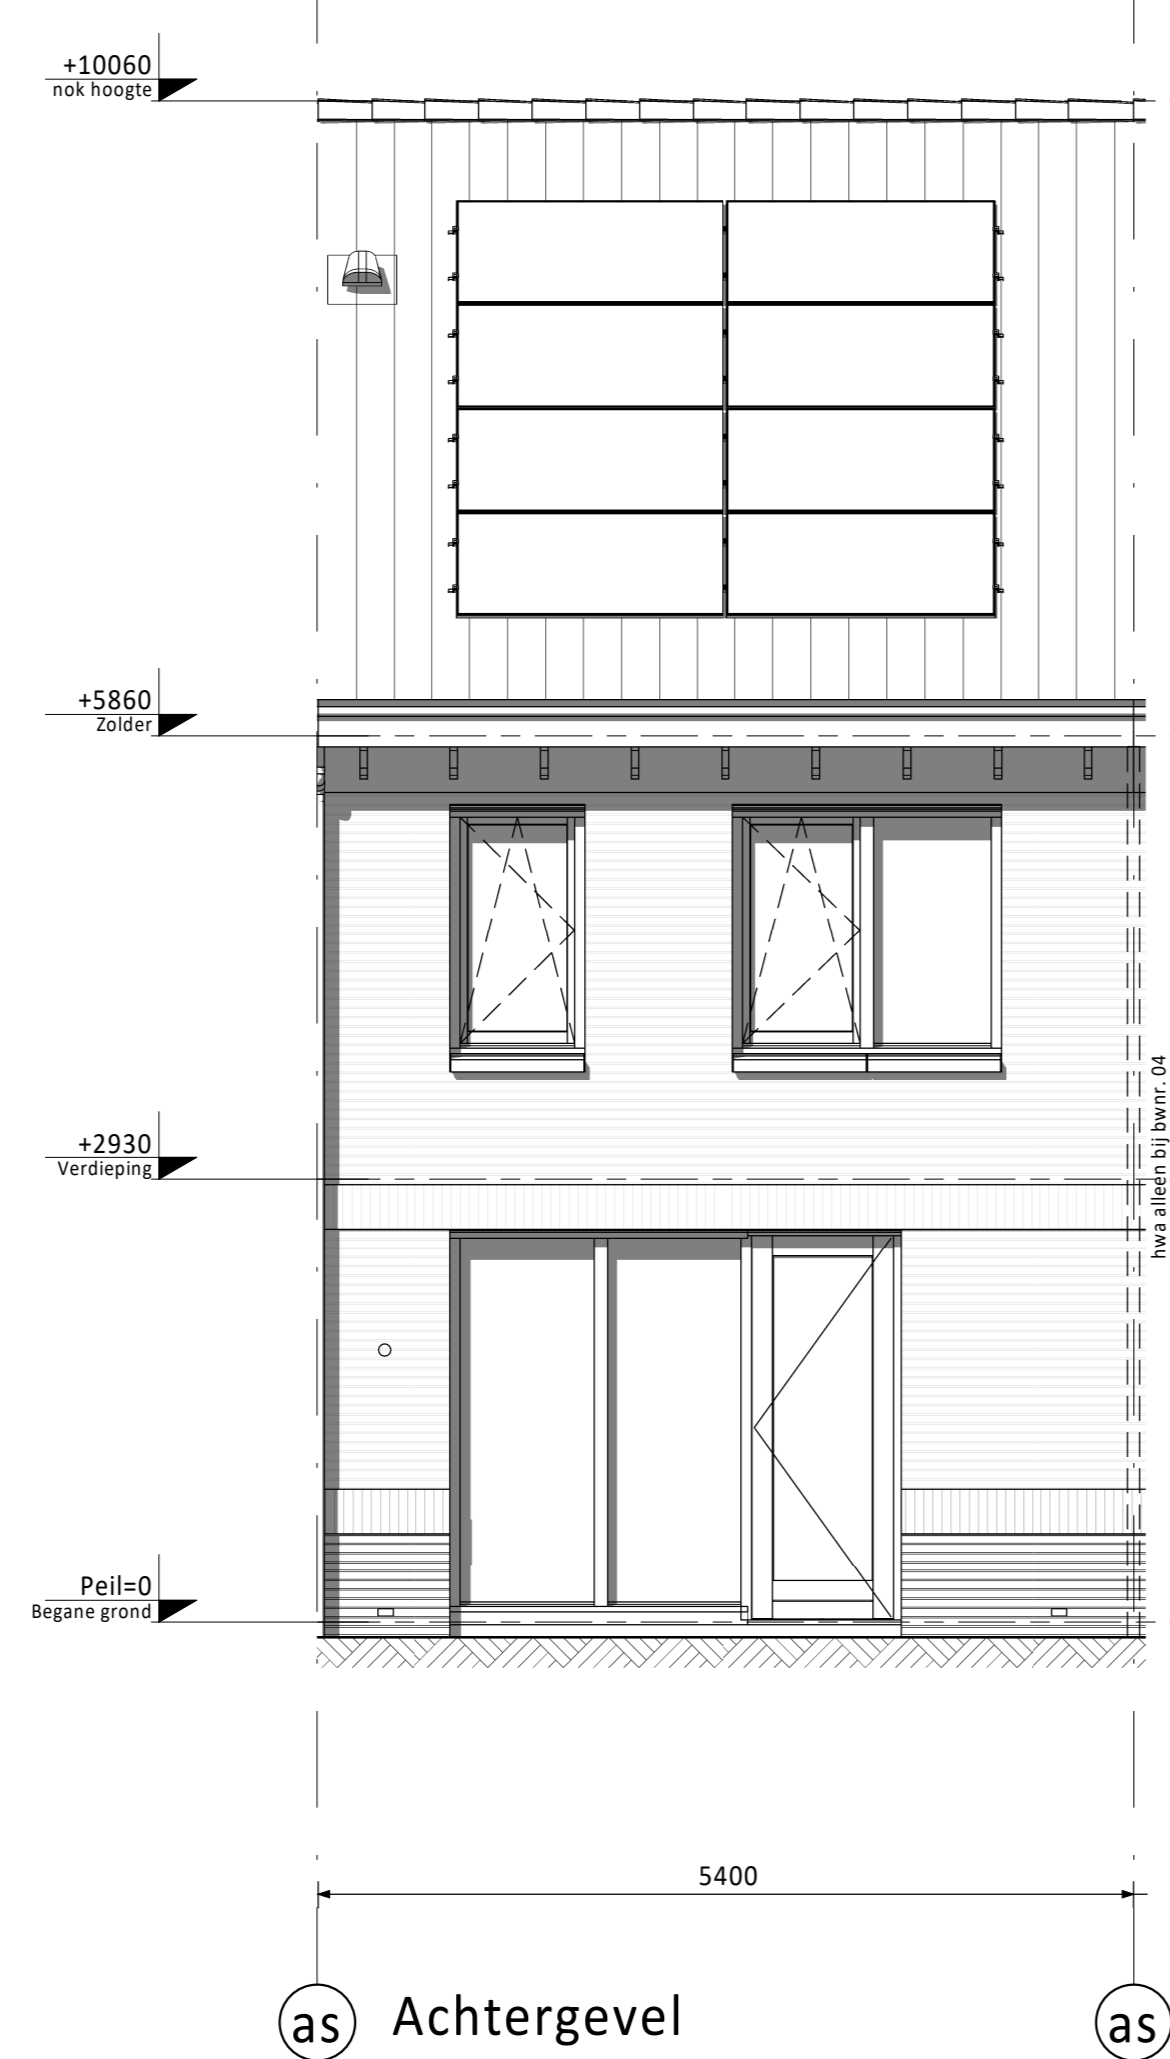 +10060
nok hoogte
+5860
Zolder
+2930
Verdieping
hwa alleen bij bwnr. 04
Peil=0
Begane grond
5400
as
Achtergevel
as